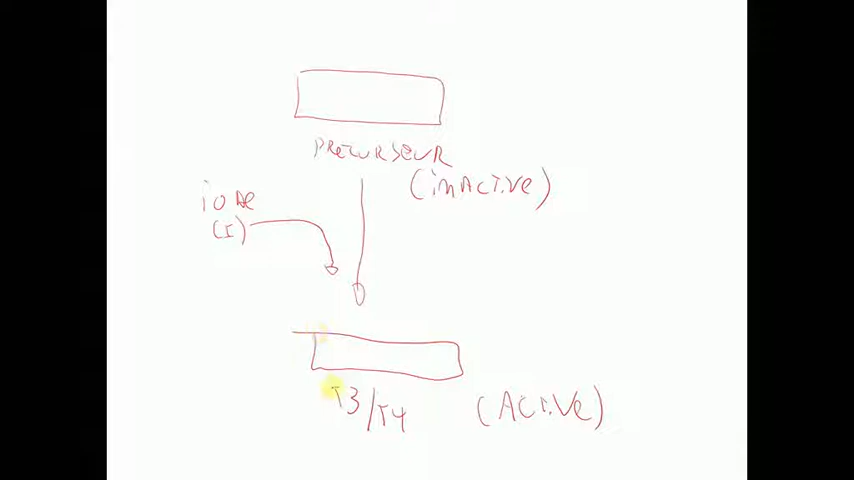 PRECURSEUR
(inActive)
iode
(I)
T3/T4 (Active)